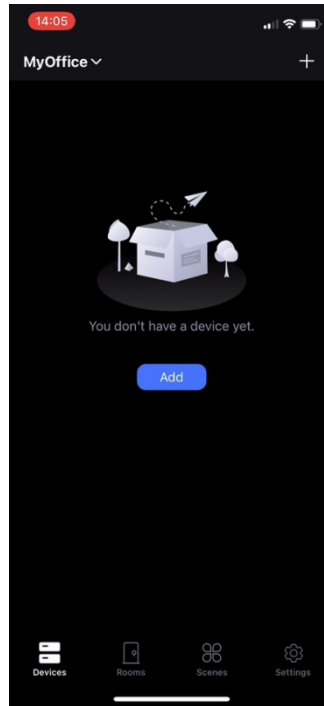 14:05
MyOffice
You don't have a device yet.
Add
Devices
Rooms
Scenes
Settings